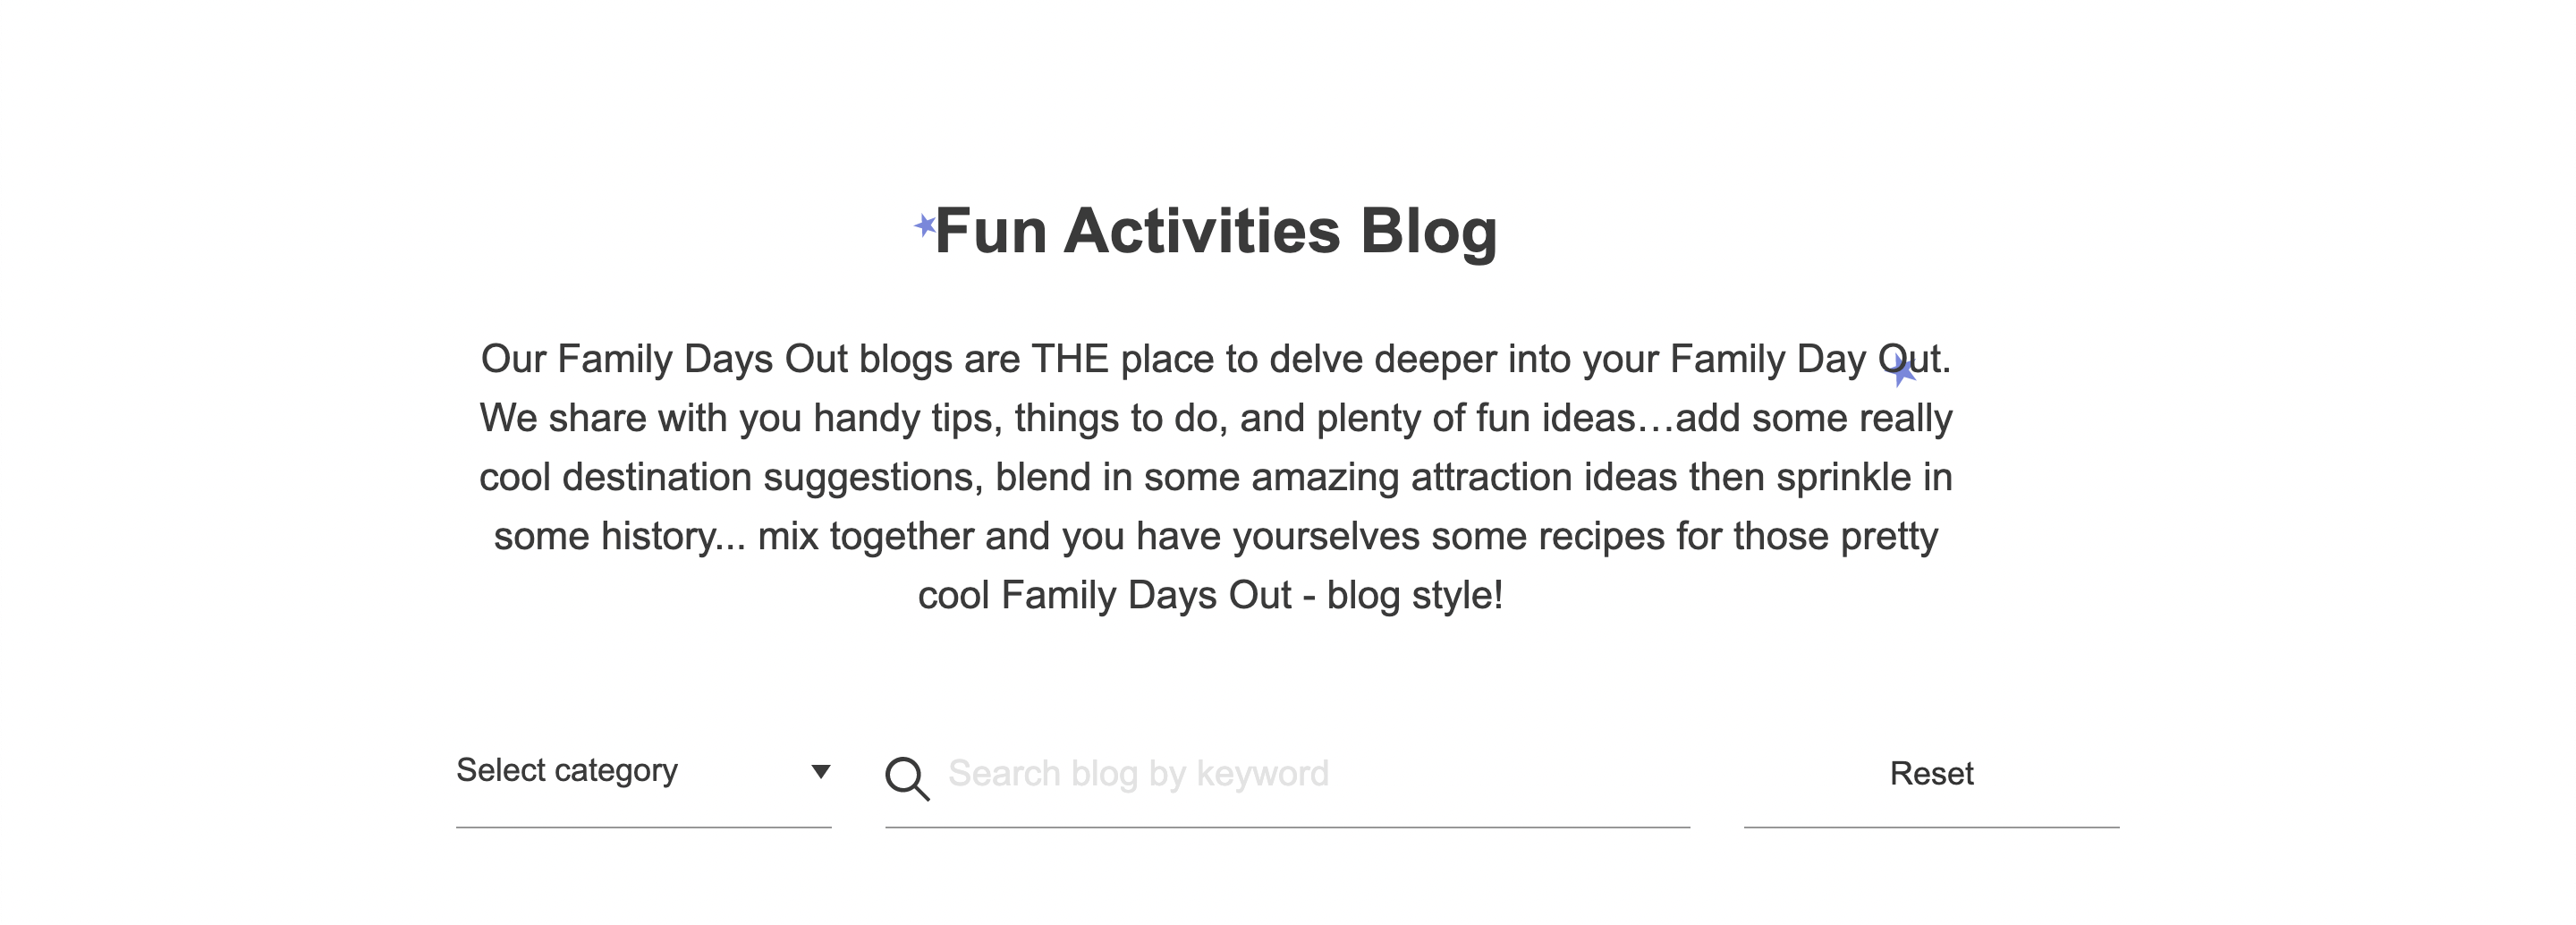 Fun Activities Blog
Our Family Days Out blogs are THE place to delve deeper into your Family Day Out.
We share with you handy tips, things to do, and plenty of fun ideas…add some really
cool destination suggestions, blend in some amazing attraction ideas then sprinkle in
some history... mix together and you have yourselves some recipes for those pretty
cool Family Days Out - blog style!
Select category
Search blog by keyword
Reset